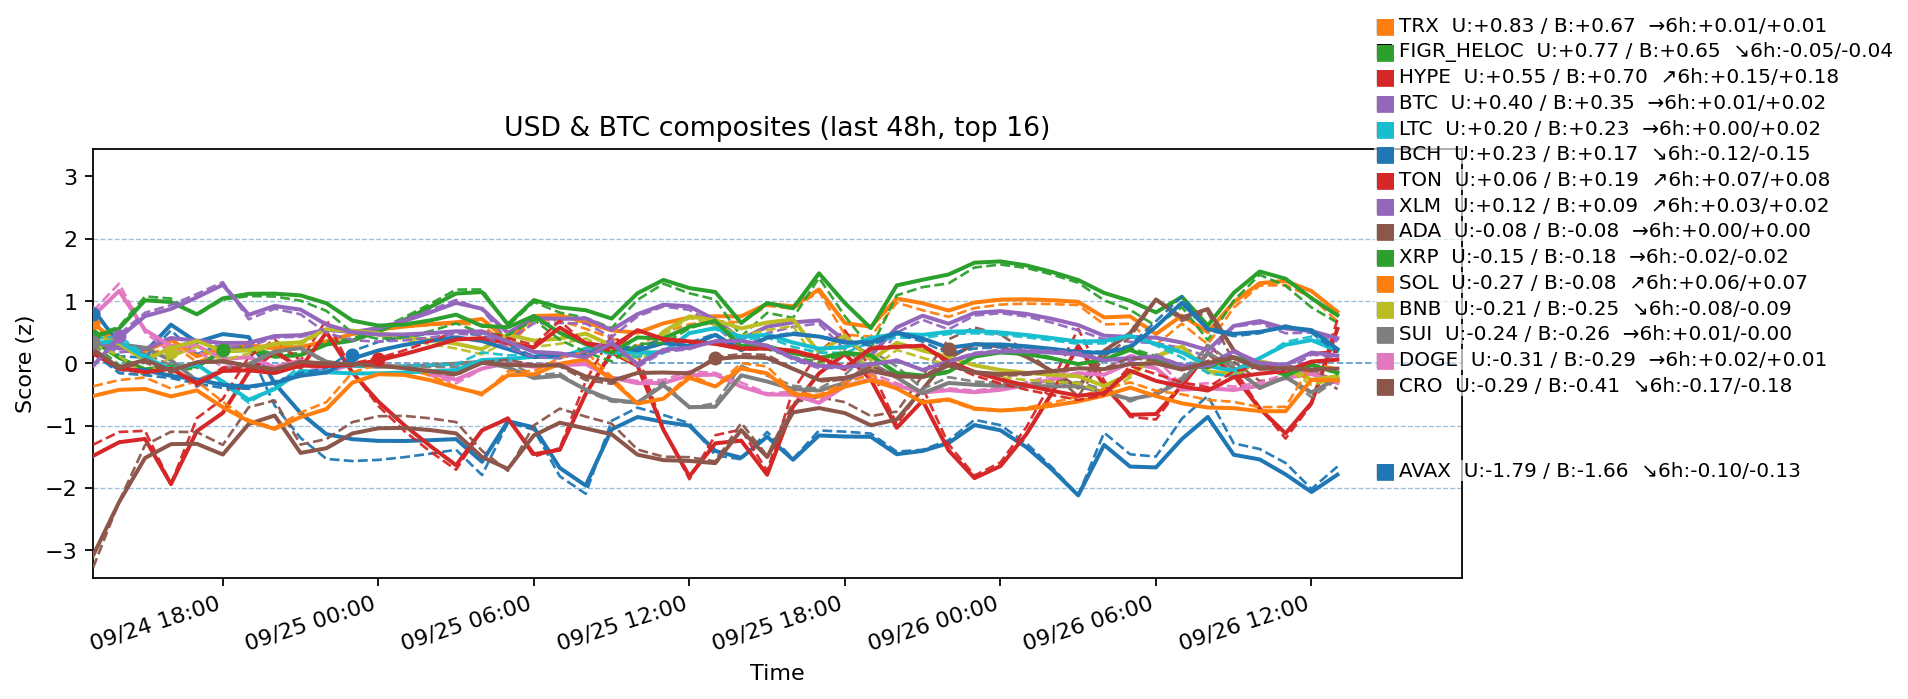 TRX U:+0.83 / B:+0.67 →6h:+0.01/+0.01
FIGR_HELOC U:+0.77 / B:+0.65 ↘6h:-0.05/-0.04
HYPE U:+0.55 / B:+0.70 ↗6h:+0.15/+0.18
BTC U:+0.40 / B:+0.35 →6h:+0.01/+0.02
LTC U:+0.20 / B:+0.23 →6h:+0.00/+0.02
BCH U:+0.23 / B:+0.17 ↘6h:-0.12/-0.15
TON U:+0.06 / B:+0.19 ↗6h:+0.07/+0.08
XLM U:+0.12 / B:+0.09 ↗6h:+0.03/+0.02
ADA U:-0.08 / B:-0.08 →6h:+0.00/+0.00
XRP U:-0.15 / B:-0.18 →6h:-0.02/-0.02
SOL U:-0.27 / B:-0.08 ↗6h:+0.06/+0.07
BNB U:-0.21 / B:-0.25 ↘6h:-0.08/-0.09
SUI U:-0.24 / B:-0.26 →6h:+0.01/-0.00
DOGE U:-0.31 / B:-0.29 →6h:+0.02/+0.01
CRO U:-0.29 / B:-0.41 ↘6h:-0.17/-0.18
AVAX U:-1.79 / B:-1.66 ↘6h:-0.10/-0.13
USD & BTC composites (last 48h, top 16)
Score (z)
3
2
1
0
−1
−2
−3
09/24 18:00
09/25 00:00
09/25 06:00
09/25 12:00
09/25 18:00
09/26 00:00
09/26 06:00
09/26 12:00
Time